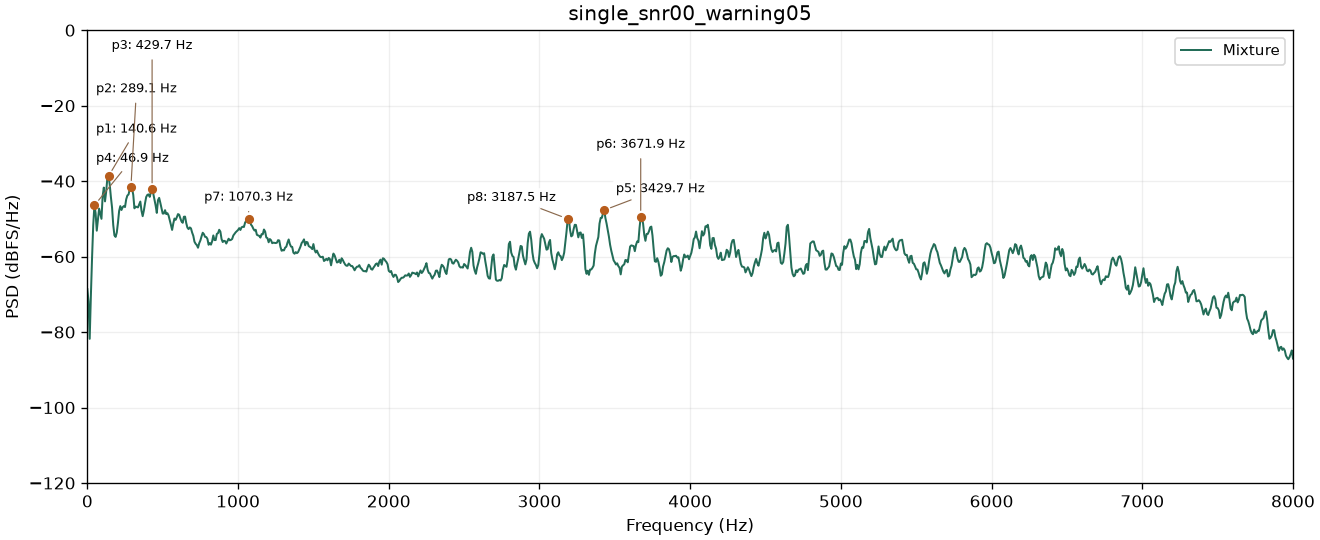 single_snr00_warning05
Mixture
p3: 429.7 Hz
p2: 289.1 Hz
p1: 140.6 Hz
p4: 46.9 Hz
p6: 3671.9 Hz
p5: 3429.7 Hz
p7: 1070.3 Hz
p8: 3187.5 Hz
PSD (dBFS/Hz)
0
−20
−40
−60
−80
−100
−120
0 1000 2000 3000 4000 5000 6000 7000 8000
Frequency (Hz)